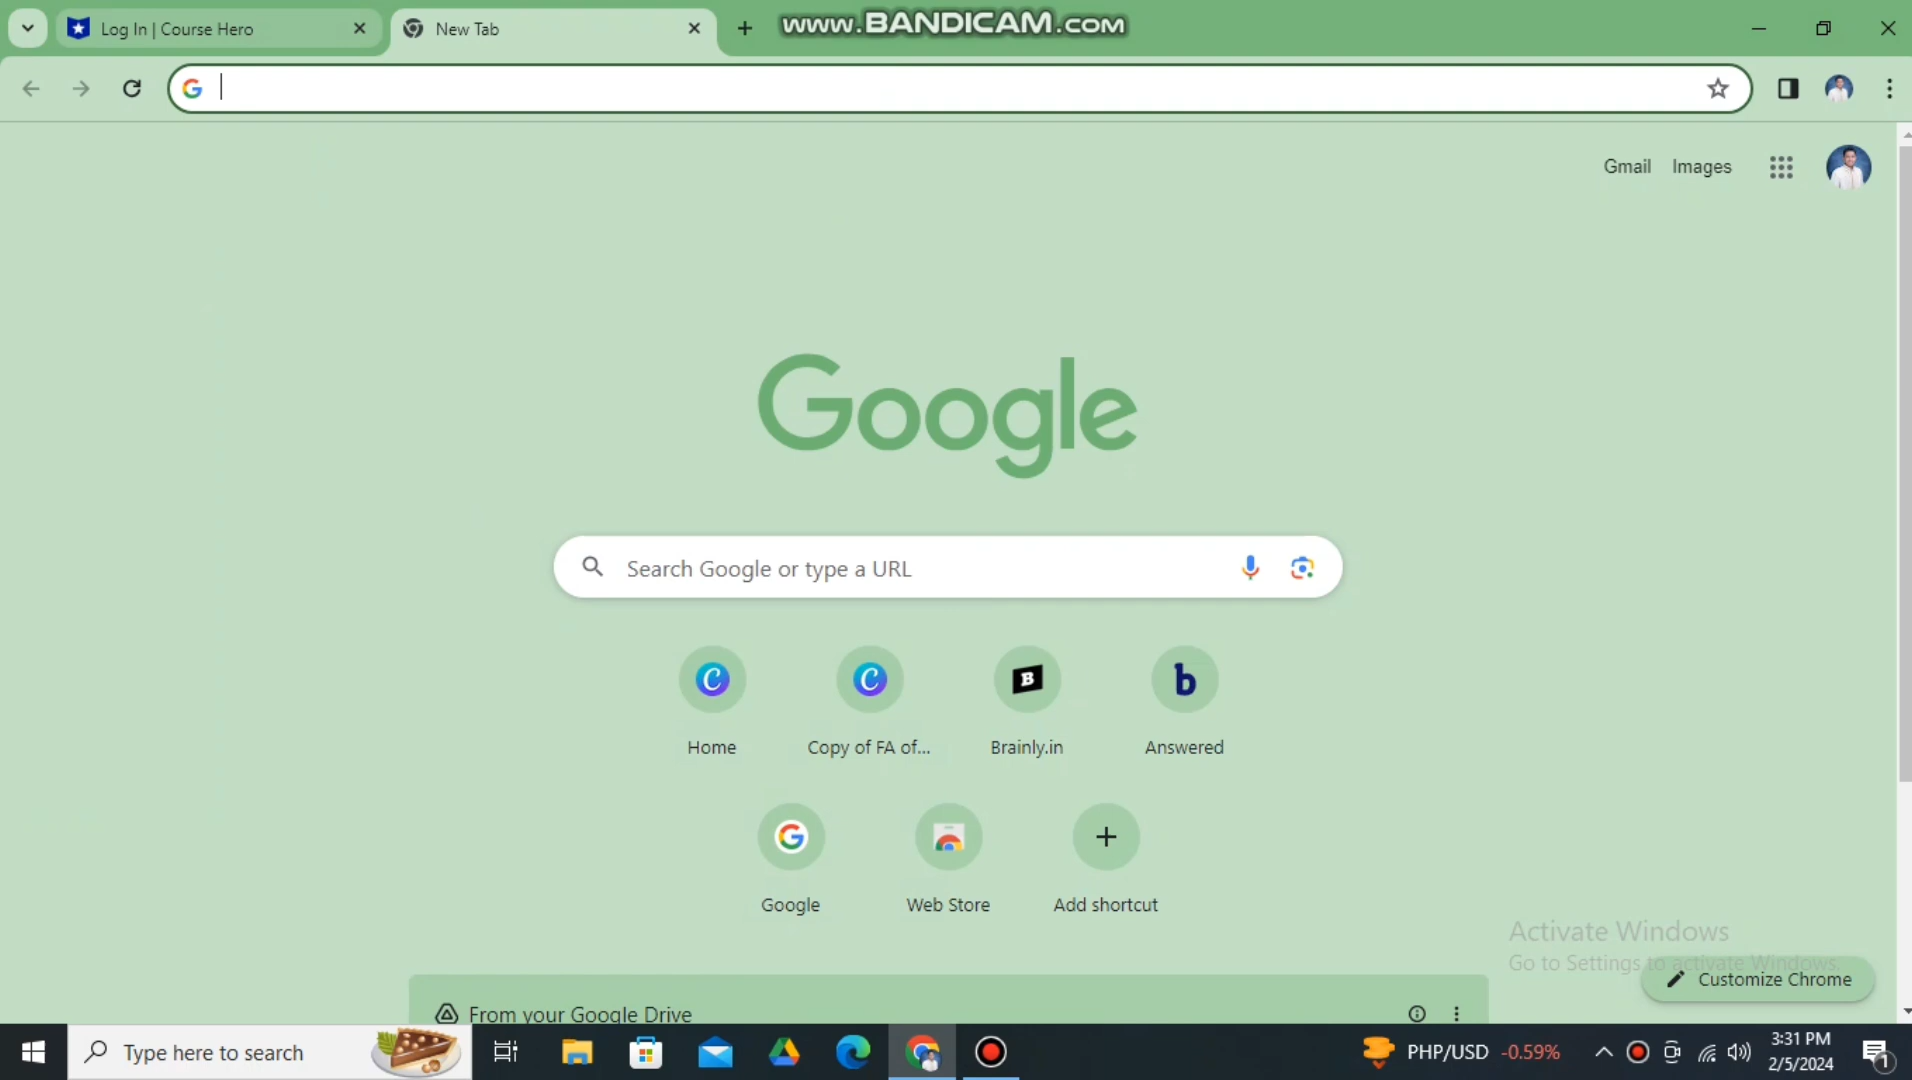 Log In | Course Hero
New Tab
www.BANDICAM.com
Gmail
Images
Google
Search Google or type a URL
Home
Copy of FA of...
Brainly.in
Answered
Google
Web Store
Add shortcut
Activate Windows
Go to Settings to activate Windows.
Customize Chrome
From your Google Drive
Type here to search
PHP/USD -0.59%
3:31 PM
2/5/2024
1